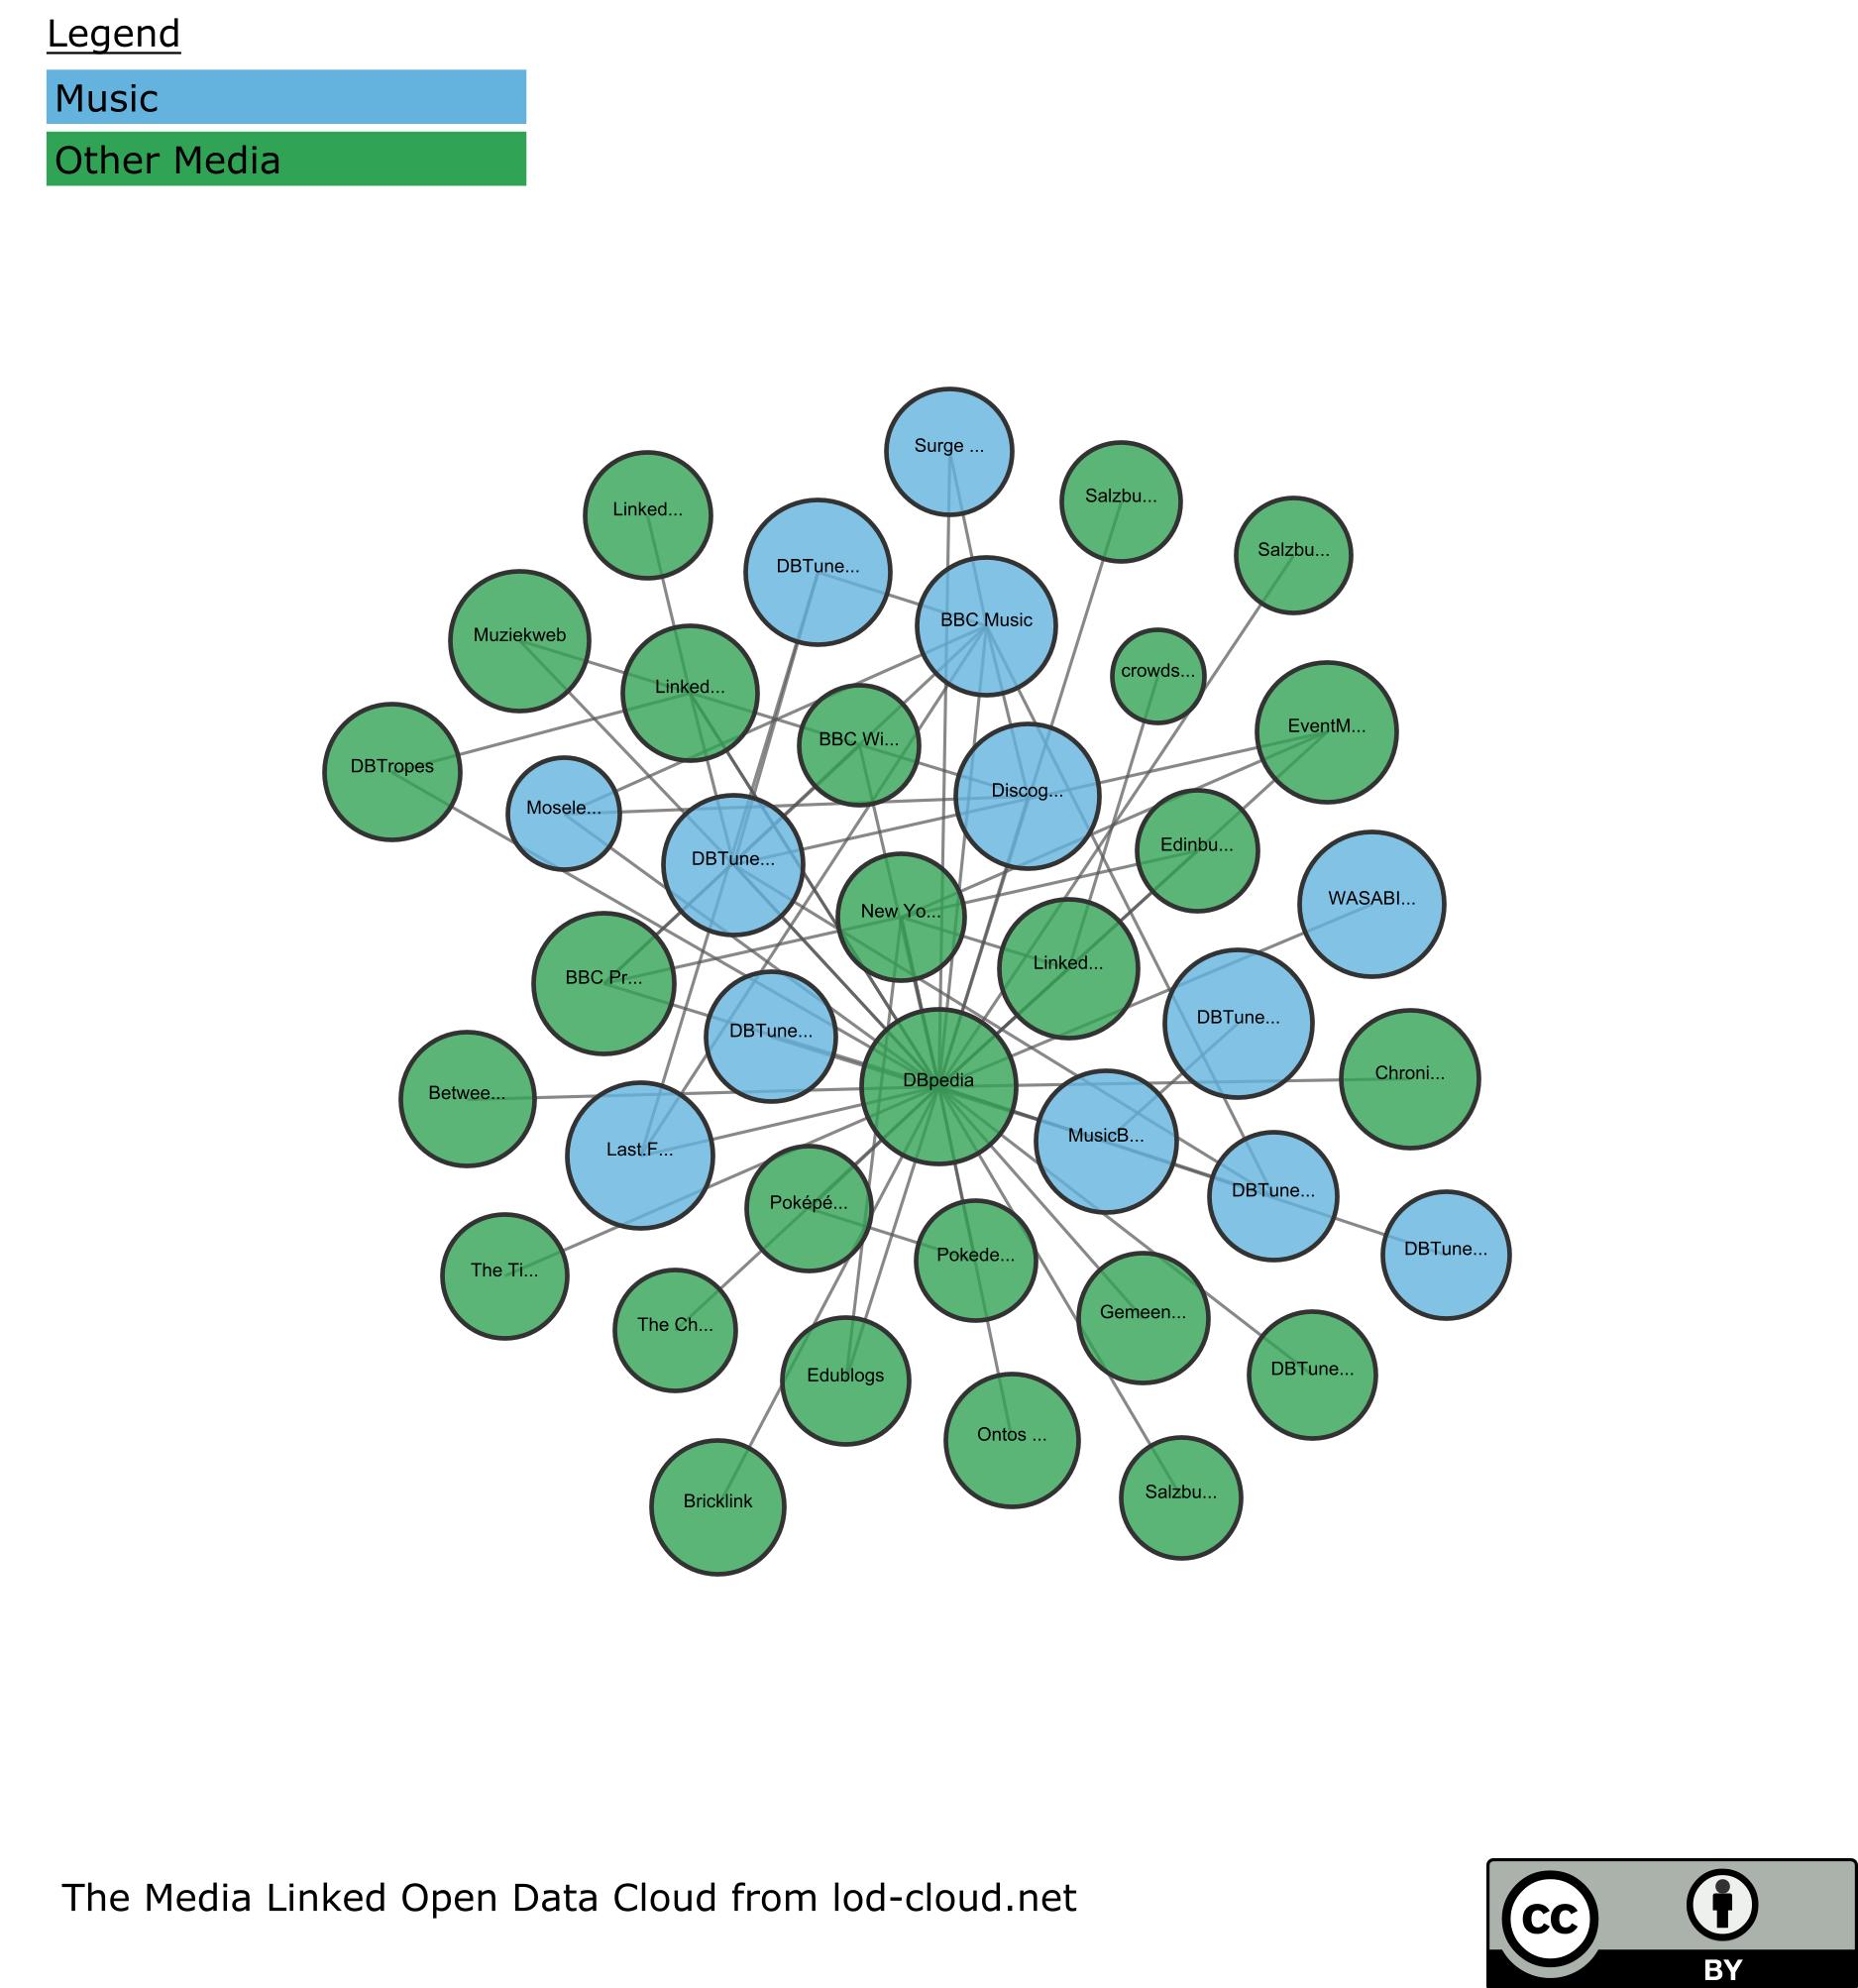 Legend
Music
Other Media
Surge ...
Salzbu...
Linked...
Salzbu...
DBTune...
BBC Music
Muziekweb
crowds...
Linked...
EventM...
BBC Wi...
DBTropes
Discog...
Mosele...
Edinbu...
DBTune...
WASABI...
New Yo...
Linked...
BBC Pr...
DBTune...
DBTune...
Chroni...
DBpedia
Betwee...
MusicB...
Last.F...
DBTune...
Poképé...
DBTune...
Pokede...
The Ti...
Gemeen...
The Ch...
DBTune...
Edublogs
Ontos ...
Salzbu...
Bricklink
The Media Linked Open Data Cloud from lod-cloud.net
cc
BY